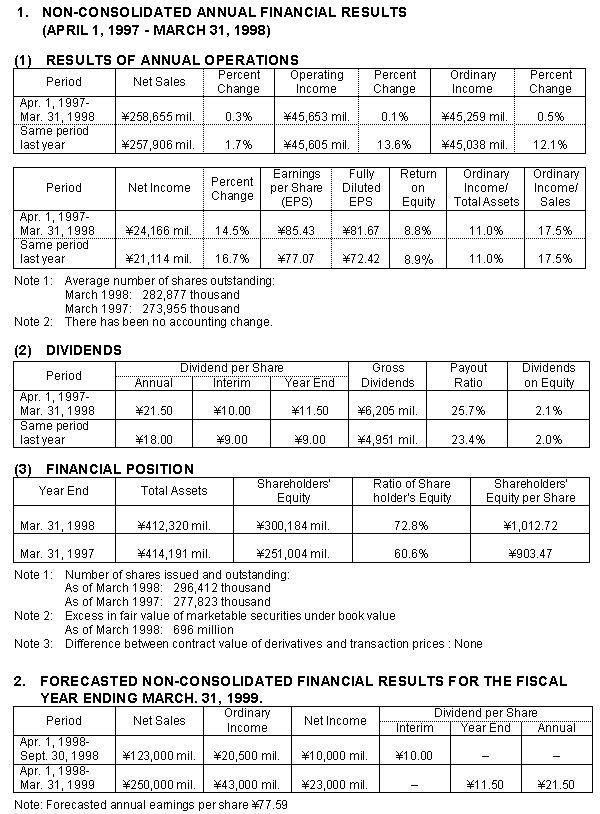 1. NON-CONSOLIDATED ANNUAL FINANCIAL RESULTS
(APRIL 1, 1997 - MARCH 31, 1998)
(1) RESULTS OF ANNUAL OPERATIONS
Period Net Sales Percent Change Operating Income Percent Change Ordinary Income Percent Change
Apr. 1, 1997-
Mar. 31, 1998 ¥258,655 mil. 0.3% ¥45,653 mil. 0.1% ¥45,259 mil. 0.5%
Same period
last year ¥257,906 mil. 1.7% ¥45,605 mil. 13.6% ¥45,038 mil. 12.1%
Period Net Income Percent Change Earnings per Share (EPS) Fully Diluted EPS Return on Equity Ordinary Income/ Total Assets Ordinary Income/ Sales
Apr. 1, 1997-
Mar. 31, 1998 ¥24,166 mil. 14.5% ¥85.43 ¥81.67 8.8% 11.0% 17.5%
Same period
last year ¥21,114 mil. 16.7% ¥77.07 ¥72.42 8.9% 11.0% 17.5%
Note 1: Average number of shares outstanding:
March 1998: 282,877 thousand
March 1997: 273,955 thousand
Note 2: There has been no accounting change.
(2) DIVIDENDS
Period Dividend per Share Gross Dividends Payout Ratio Dividends on Equity
Annual Interim Year End
Apr. 1, 1997-
Mar. 31, 1998 ¥21.50 ¥10.00 ¥11.50 ¥6,205 mil. 25.7% 2.1%
Same period
last year ¥18.00 ¥9.00 ¥9.00 ¥4,951 mil. 23.4% 2.0%
(3) FINANCIAL POSITION
Year End Total Assets Shareholders' Equity Ratio of Share holder's Equity Shareholders' Equity per Share
Mar. 31, 1998 ¥412,320 mil. ¥300,184 mil. 72.8% ¥1,012.72
Mar. 31, 1997 ¥414,191 mil. ¥251,004 mil. 60.6% ¥903.47
Note 1: Number of shares issued and outstanding:
As of March 1998: 296,412 thousand
As of March 1997: 277,823 thousand
Note 2: Excess in fair value of marketable securities under book value
As of March 1998: 696 million
Note 3: Difference between contract value of derivatives and transaction prices : None
2. FORECASTED NON-CONSOLIDATED FINANCIAL RESULTS FOR THE FISCAL
YEAR ENDING MARCH. 31, 1999.
Period Net Sales Ordinary Income Net Income Dividend per Share
Interim Year End Annual
Apr. 1, 1998-
Sept. 30, 1998 ¥123,000 mil. ¥20,500 mil. ¥10,000 mil. ¥10.00 – –
Apr. 1, 1998-
Mar. 31, 1999 ¥250,000 mil. ¥43,000 mil. ¥23,000 mil. – ¥11.50 ¥21.50
Note: Forecasted annual earnings per share ¥77.59